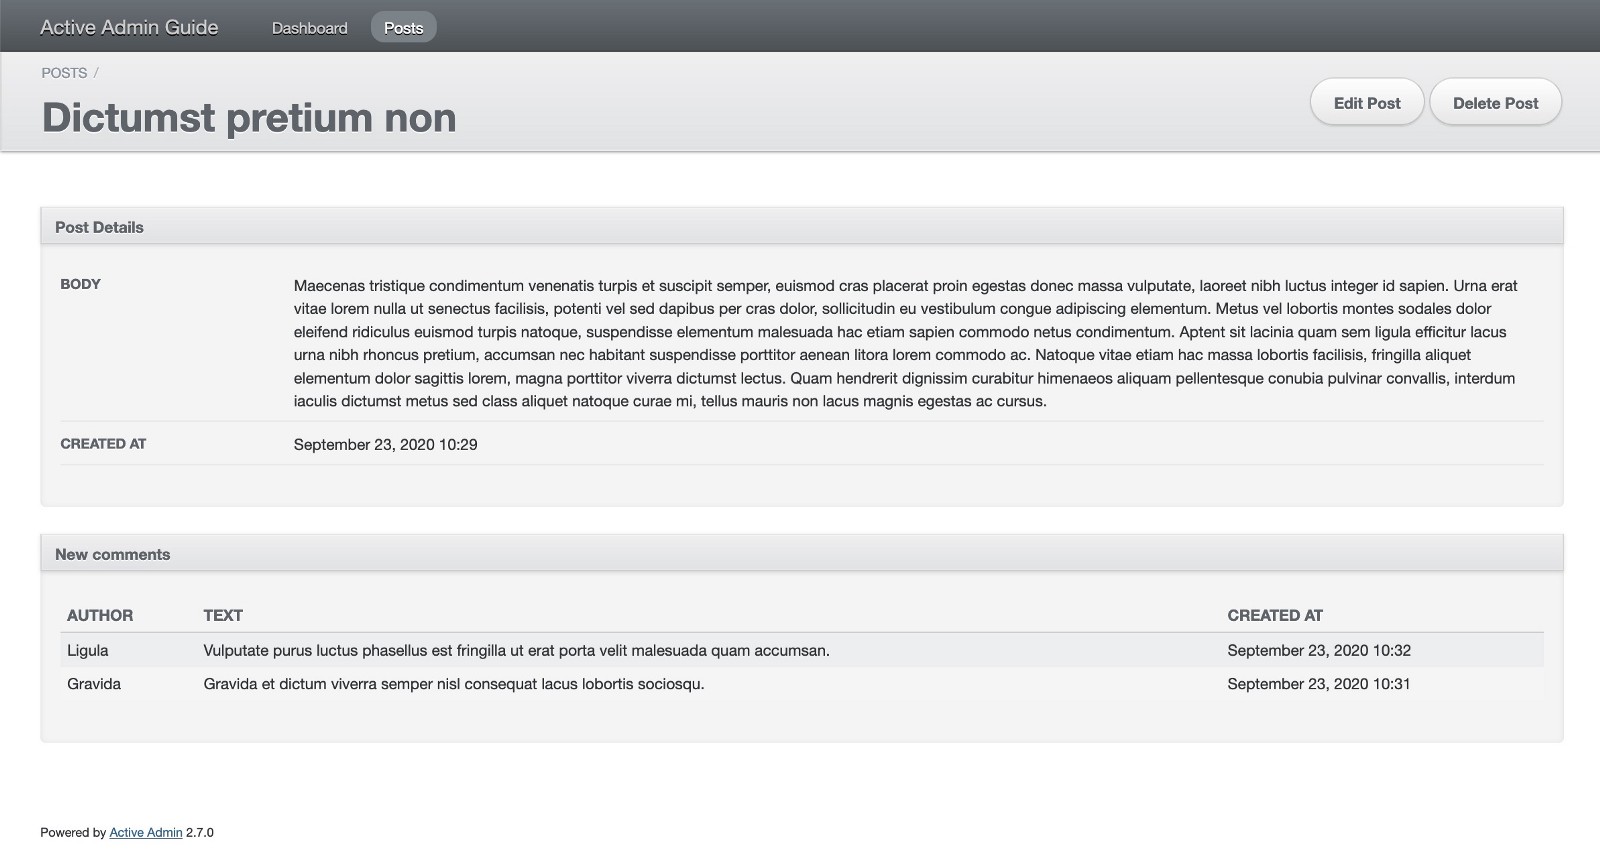 Active Admin Guide Dashboard Posts
POSTS /
Dictumst pretium non
Edit Post Delete Post
Post Details
BODY Maecenas tristique condimentum venenatis turpis et suscipit semper, euismod cras placerat proin egestas donec massa vulputate, laoreet nibh luctus integer id sapien. Urna erat
vitae lorem nulla ut senectus facilisis, potenti vel sed dapibus per cras dolor, sollicitudin eu vestibulum congue adipiscing elementum. Metus vel lobortis montes sodales dolor
eleifend ridiculus euismod turpis natoque, suspendisse elementum malesuada hac etiam sapien commodo netus condimentum. Aptent sit lacinia quam sem ligula efficitur lacus
urna nibh rhoncus pretium, accumsan nec habitant suspendisse porttitor aenean litora lorem commodo ac. Natoque vitae etiam hac massa lobortis facilisis, fringilla aliquet
elementum dolor sagittis lorem, magna porttitor viverra dictumst lectus. Quam hendrerit dignissim curabitur himenaeos aliquam pellentesque conubia pulvinar convallis, interdum
iaculis dictumst metus sed class aliquet natoque curae mi, tellus mauris non lacus magnis egestas ac cursus.
CREATED AT September 23, 2020 10:29
New comments
AUTHOR TEXT CREATED AT
Ligula Vulputate purus luctus phasellus est fringilla ut erat porta velit malesuada quam accumsan. September 23, 2020 10:32
Gravida Gravida et dictum viverra semper nisl consequat lacus lobortis sociosqu. September 23, 2020 10:31
Powered by Active Admin 2.7.0